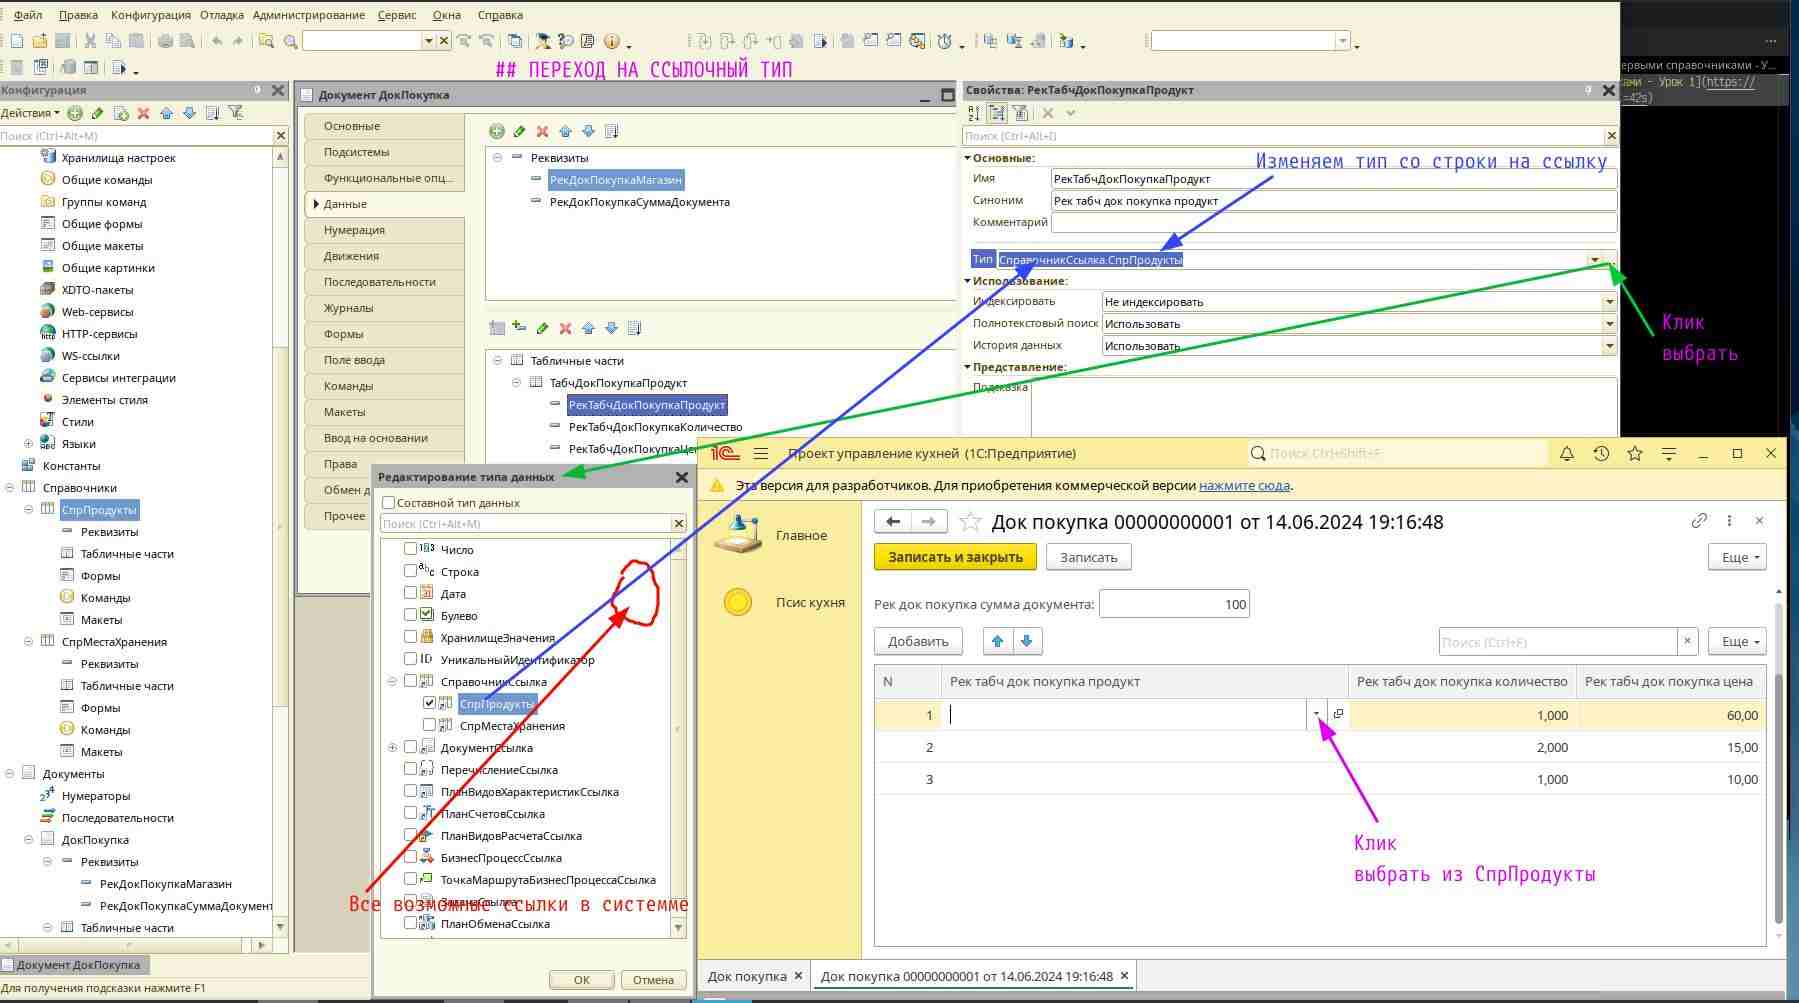 Файл Правка Конфигурация Отладка Администрирование Сервис Окна Справка
## ПЕРЕХОД НА ССЫЛОЧНЫЙ ТИП
ервыми справочниками - У...
ами - Урок 1](https://
=42s)
Конфигурация
Действия
Поиск (Ctrl+Alt+M)
Хранилища настроек
Общие команды
Группы команд
Общие формы
Общие макеты
Общие картинки
XDTO-пакеты
Web-сервисы
HTTP-сервисы
WS-ссылки
Сервисы интеграции
Элементы стиля
Стили
Языки
Константы
Справочники
СпрПродукты
Реквизиты
Табличные части
Формы
Команды
Макеты
СпрМестаХранения
Реквизиты
Табличные части
Формы
Команды
Макеты
Документы
Нумераторы
Последовательности
ДокПокупка
Реквизиты
РекДокПокупкаМагазин
РекДокПокупкаСуммаДокумент
Табличные части
Документ ДокПокупка
Для получения подсказки нажмите F1
Документ ДокПокупка
Основные
Подсистемы
Функциональные опц...
Данные
Нумерация
Движения
Последовательности
Журналы
Формы
Поле ввода
Команды
Макеты
Ввод на основании
Права
Обмен д
Прочее
Реквизиты
РекДокПокупкаМагазин
РекДокПокупкаСуммаДокумента
Табличные части
ТабчДокПокупкаПродукт
РекТабчДокПокупкаПродукт
РекТабчДокПокупкаКоличество
РекТабчДокПокупкаЦен
Свойства: РекТабчДокПокупкаПродукт
Поиск (Ctrl+Alt+I)
Основные:
Изменяем тип со строки на ссылку
Имя РекТабчДокПокупкаПродукт
Синоним Рек табч док покупка продукт
Комментарий
Тип СправочникСсылка.СпрПродукты
Использование:
Индексировать Не индексировать
Полнотекстовый поиск Использовать
История данных Использовать
Представление:
Подсказка
Клик
выбрать
Редактирование типа данных
Составной тип данных
Поиск (Ctrl+Alt+M)
Число
Строка
Дата
Булево
ХранилищеЗначения
УникальныйИдентификатор
СправочникСсылка
СпрПродукты
СпрМестаХранения
ДокументСсылка
ПеречислениеСсылка
ПланВидовХарактеристикСсылка
ПланСчетовСсылка
ПланВидовРасчетаСсылка
БизнесПроцессСсылка
ТочкаМаршрутаБизнесПроцессаСсылка
ЗадачаСсылка
Все возможные ссылки в системме
ПланОбменаСсылка
OK Отмена
Проект управление кухней (1С:Предприятие)
Поиск Ctrl+Shift+F
Эта версия для разработчиков. Для приобретения коммерческой версии нажмите сюда.
Главное
Псис кухня
Док покупка 00000000001 от 14.06.2024 19:16:48
Записать и закрыть Записать Еще
Рек док покупка сумма документа: 100
Добавить Поиск (Ctrl+F) × Еще
N Рек табч док покупка продукт Рек табч док покупка количество Рек табч док покупка цена
1 1,000 60,00
2 2,000 15,00
3 1,000 10,00
Клик
выбрать из СпрПродукты
Док покупка × Док покупка 00000000001 от 14.06.2024 19:16:48 ×